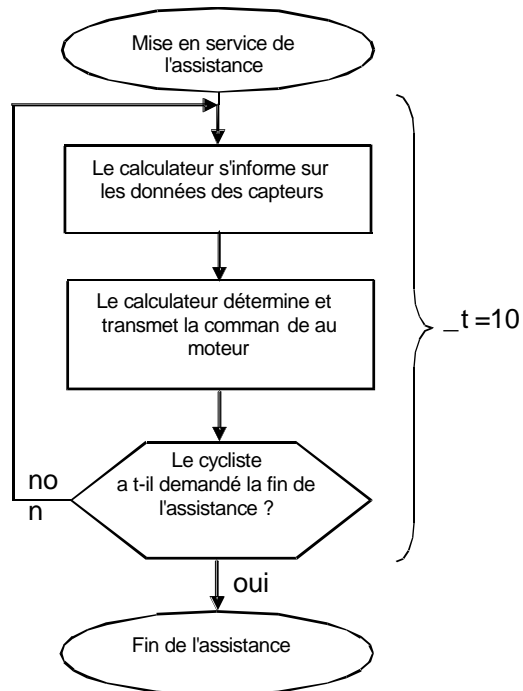 Mise en service de
l'assistance
Le calculateur s'informe sur
les données des capteurs
Le calculateur détermine et
transmet la comman de au
moteur
_t =10
Le cycliste
a t-il demandé la fin de
l'assistance ?
no
n
oui
Fin de l'assistance